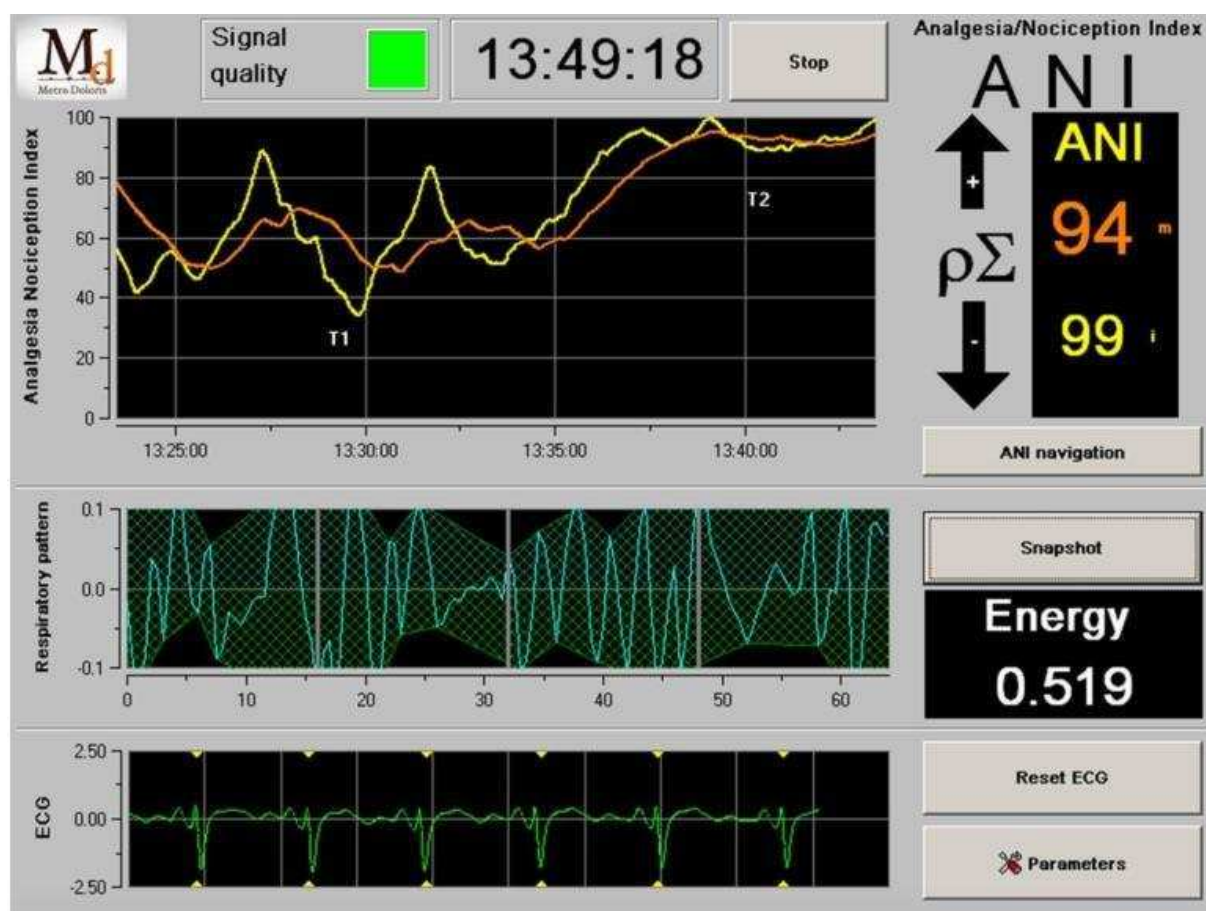 Md
Metro Doloris
Signal
quality
13:49:18
Stop
Analgesia/Nociception Index
ANI
Analgesia Nociception Index
100
80
60
40
20
0
T1
T2
13:25:00 13:30:00 13:35:00 13:40:00
+
ρΣ
-
ANI
94 m
99 i
ANI navigation
Respiratory pattern
0.1
0.0
-0.1
0 10 20 30 40 50 60
Snapshot
Energy
0.519
ECG
2.50
0.00
-2.50
Reset ECG
Parameters